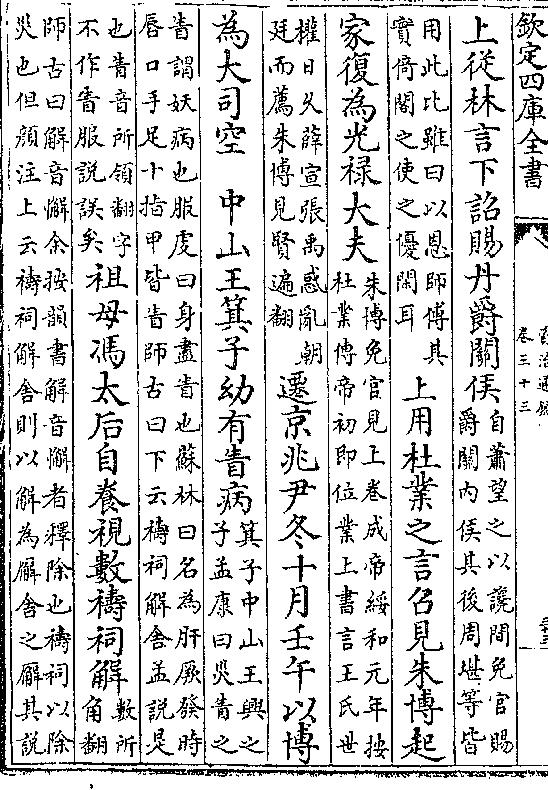 欽定四庫全書
資治通鑑
卷三十三
上從林言下詔賜丹爵關侯
自蕭望之以讒間免官賜
爵關内侯其後周堪等皆
用此比雖曰以恩師傅其
實倚閣之使之優閑耳
上用杜業之言召見朱博起
家復為光禄大夫
朱博免官見上卷成帝綏和元年按
杜業傳帝初即位業上書言王氏世
權日久薛宣張禹惑亂朝
廷而薦朱博見賢遍翻
遷京兆尹冬十月壬午以博
為大司空　中山王箕子幼有眚病
箕子中山王興之
子孟康曰災眚之
眚謂妖病也服虔曰身盡眚也蘇林曰名為肝厥發時
唇口手足十指甲皆眚師古曰下云禱祠解舍孟説是
也眚音所領翻字
不作眚服説誤矣
祖母馮太后自養視數禱祠解
數所
角翻
師古曰解音懈余按韻書解音懈者釋除也禱祠以除
災也但顔注上云禱祠解舍則以解為廨舍之廨其説